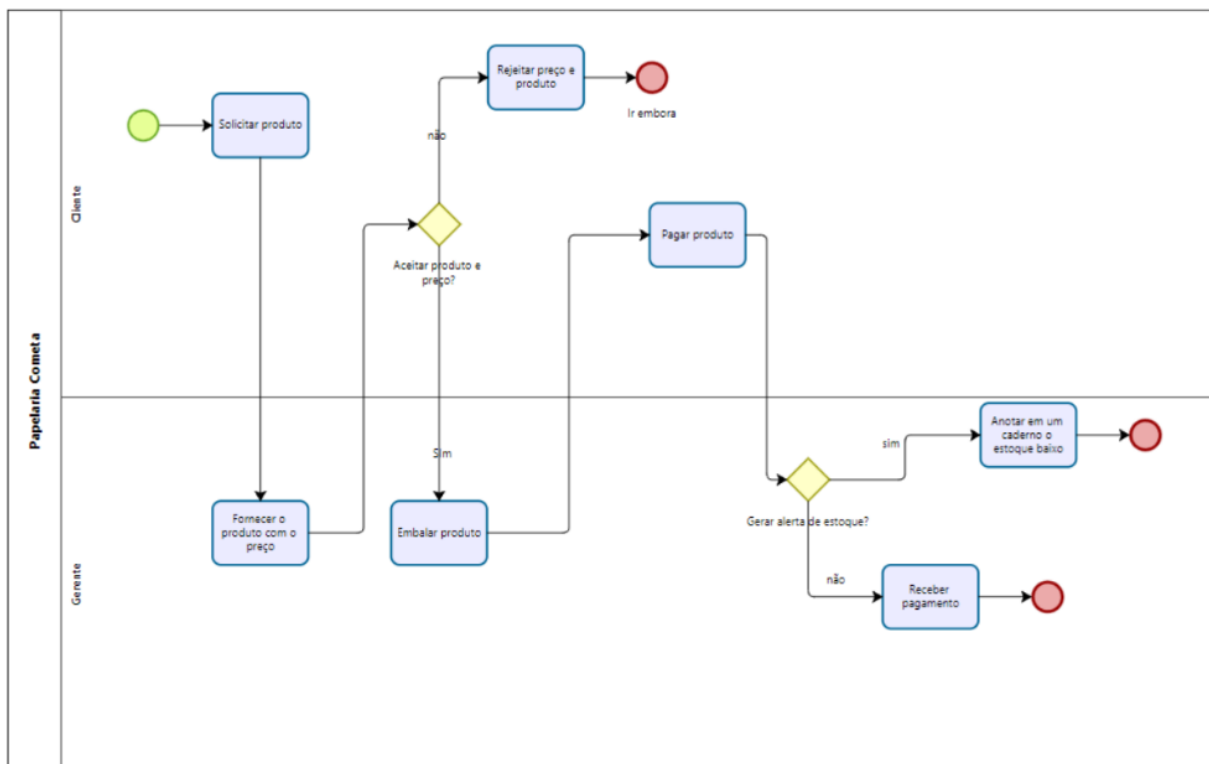 Papelaria Cometa
Cliente
Solicitar produto
Rejeitar preço e
produto
Ir embora
não
Aceitar produto e
preço?
Pagar produto
Gerente
Sim
Fornecer o
produto com o
preço
Embalar produto
Gerar alerta de estoque?
sim
Anotar em um
caderno o
estoque baixo
não
Receber
pagamento